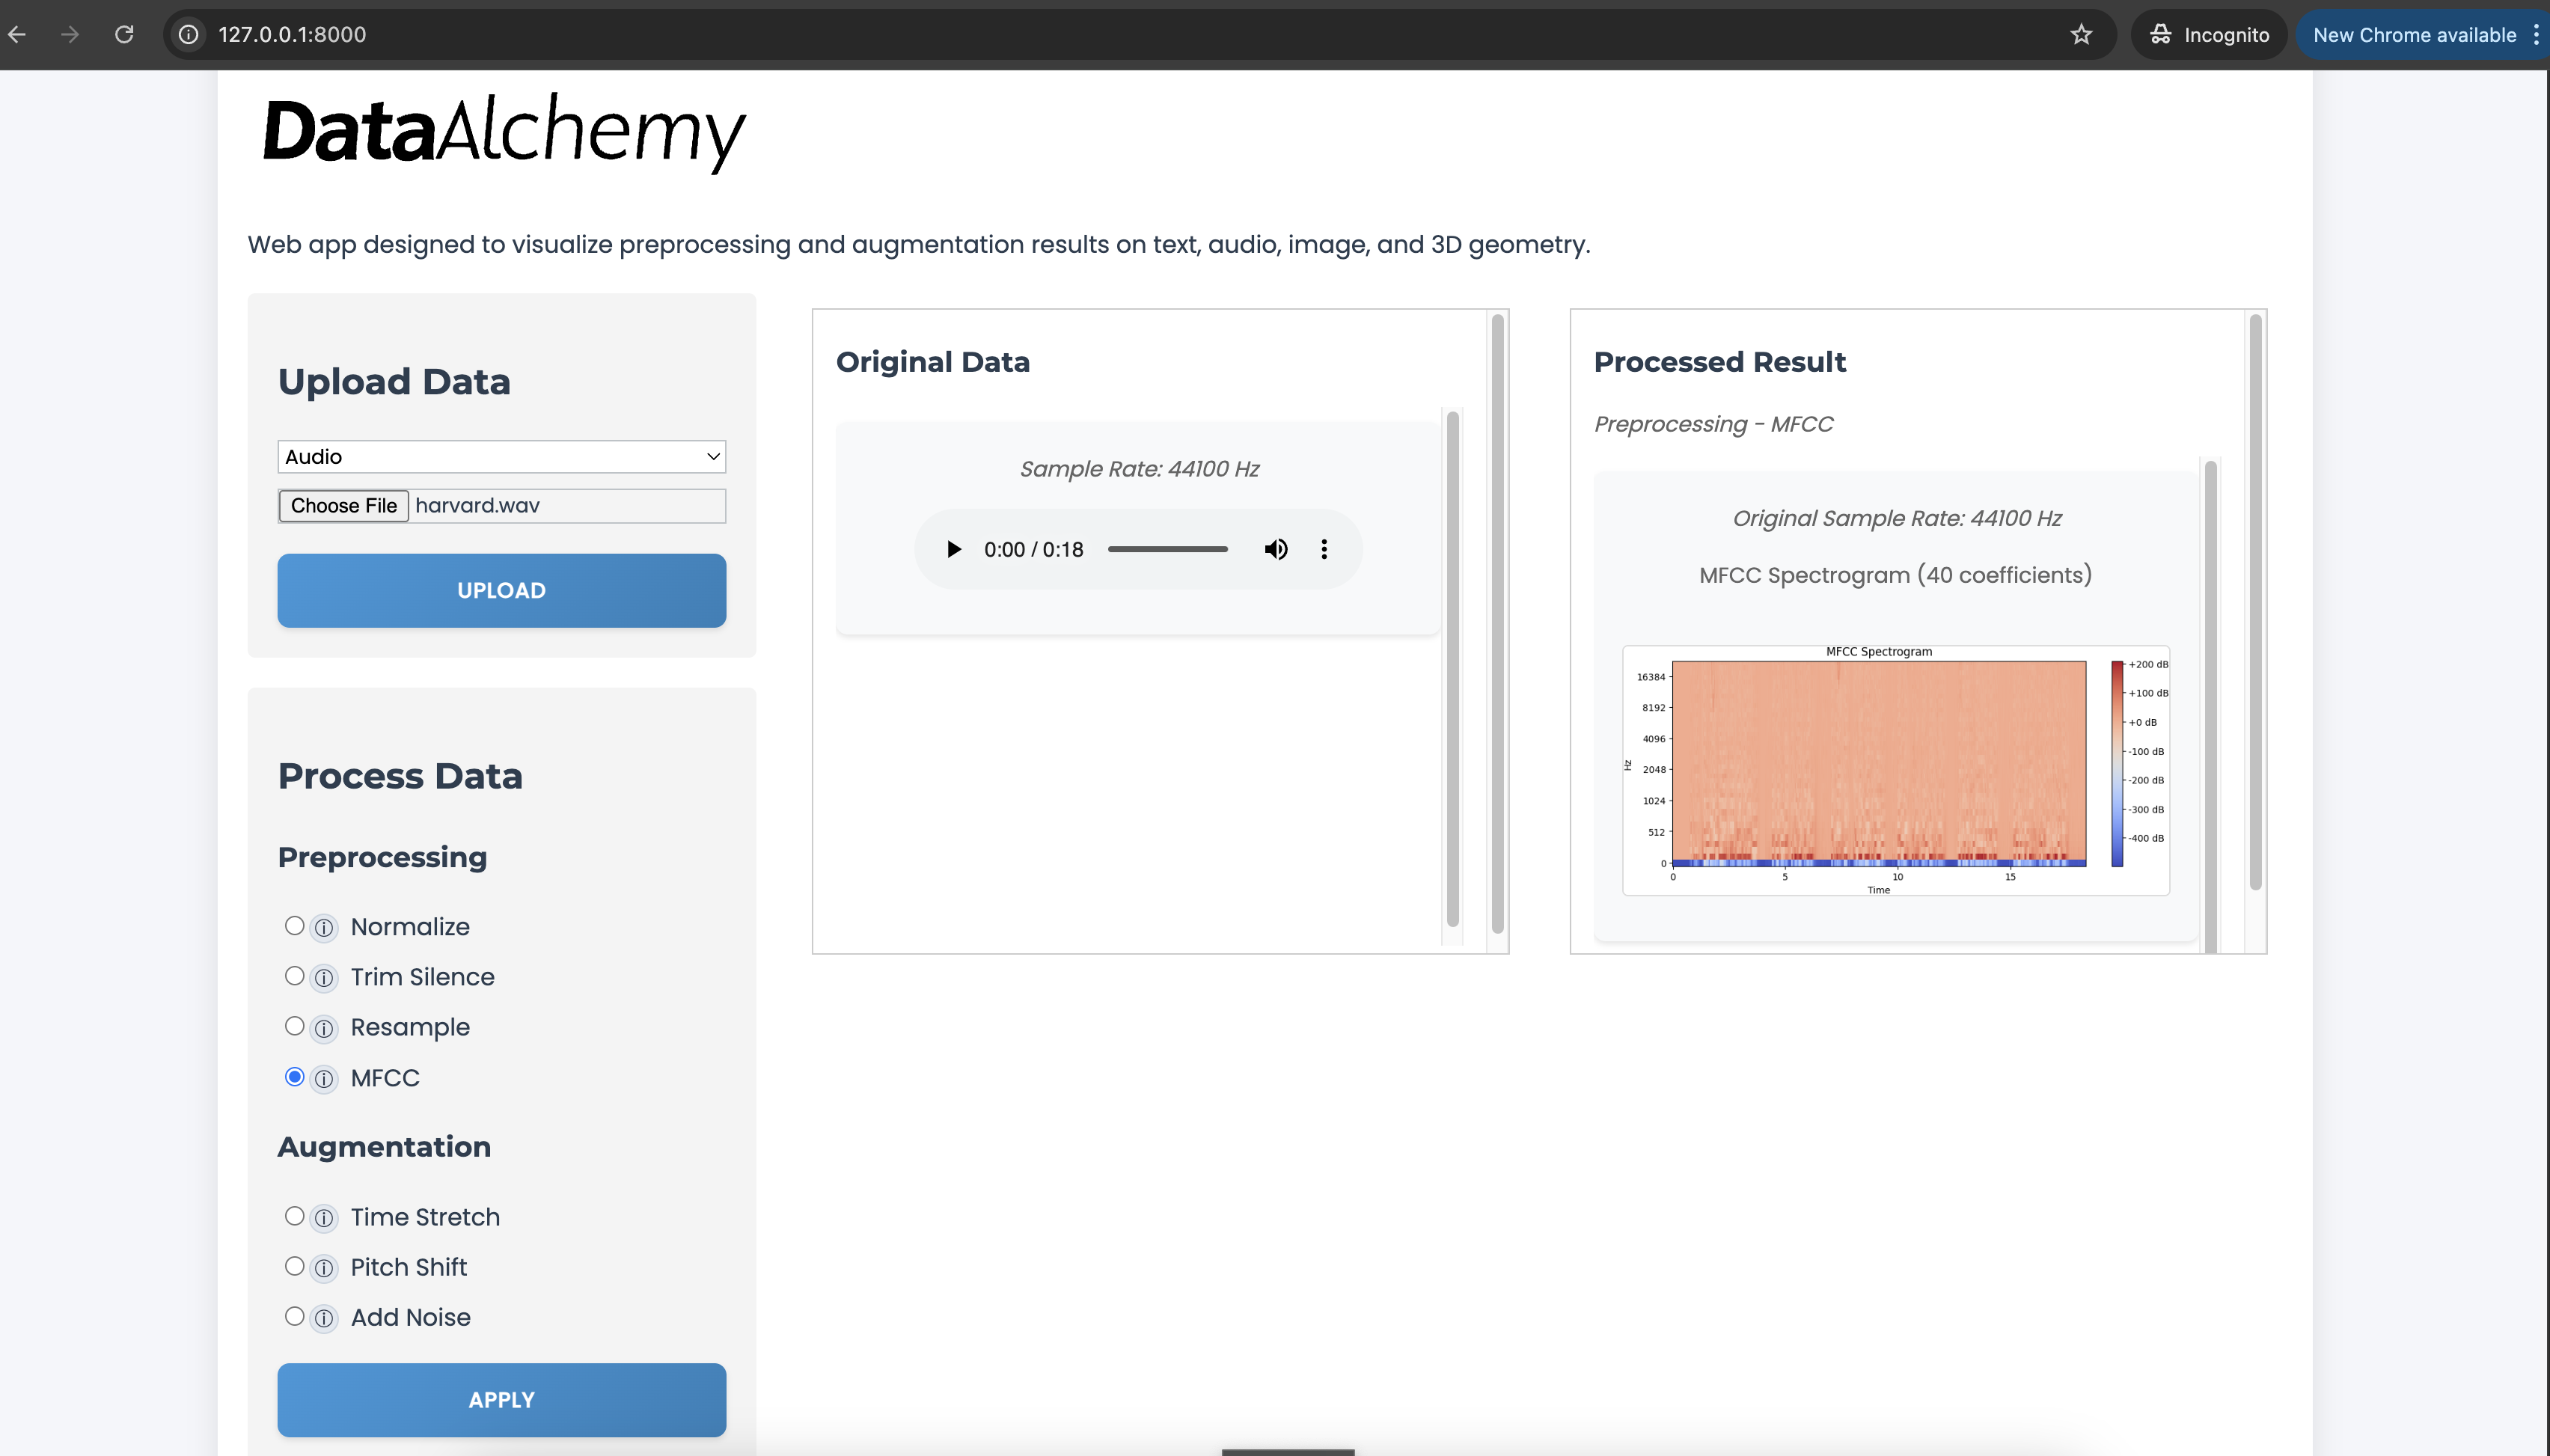 127.0.0.1:8000
Incognito
New Chrome available
DataAlchemy
Web app designed to visualize preprocessing and augmentation results on text, audio, image, and 3D geometry.
Upload Data
Audio
Choose File harvard.wav
UPLOAD
Process Data
Preprocessing
Normalize
Trim Silence
Resample
MFCC
Augmentation
Time Stretch
Pitch Shift
Add Noise
APPLY
Original Data
Sample Rate: 44100 Hz
0:00 / 0:18
Processed Result
Preprocessing - MFCC
Original Sample Rate: 44100 Hz
MFCC Spectrogram (40 coefficients)
MFCC Spectrogram
16384
8192
4096
2048
1024
512
0
Hz
0 5 10 15
Time
+200 dB
+100 dB
+0 dB
-100 dB
-200 dB
-300 dB
-400 dB